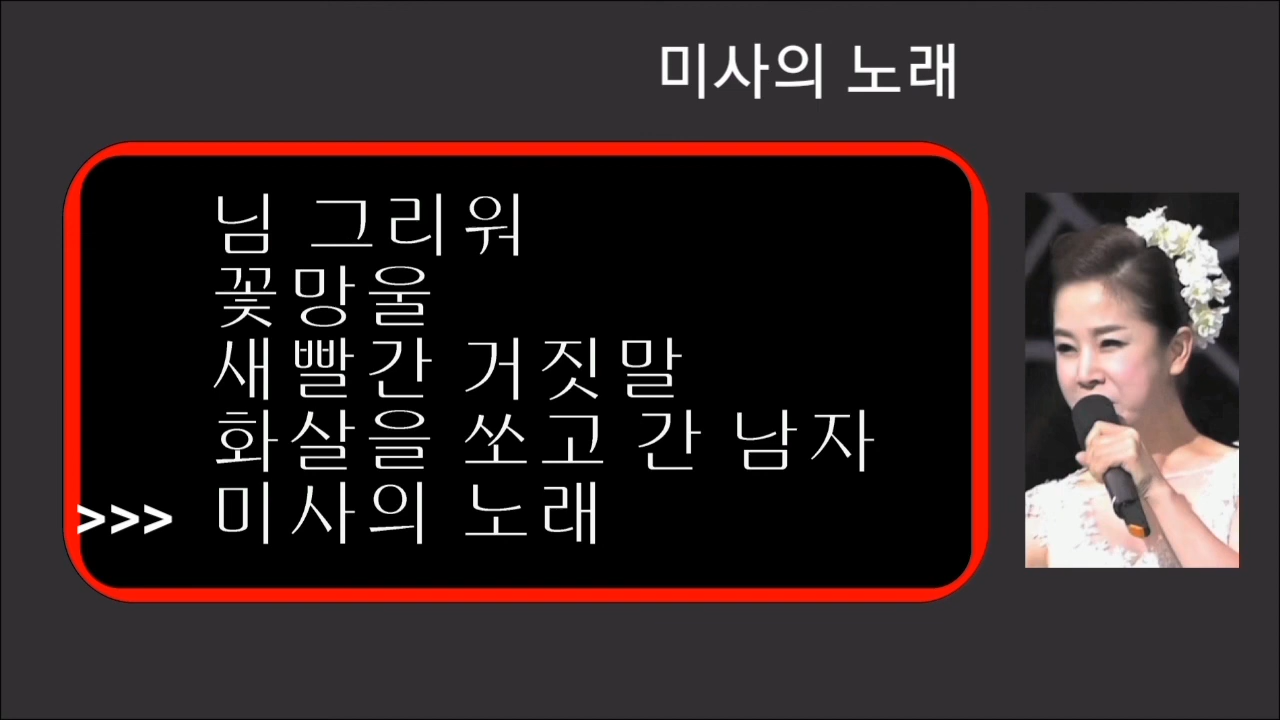 미사의 노래
님 그리워
꽃망울
새빨간 거짓말
화살을 쏘고 간 남자
>>> 미사의 노래